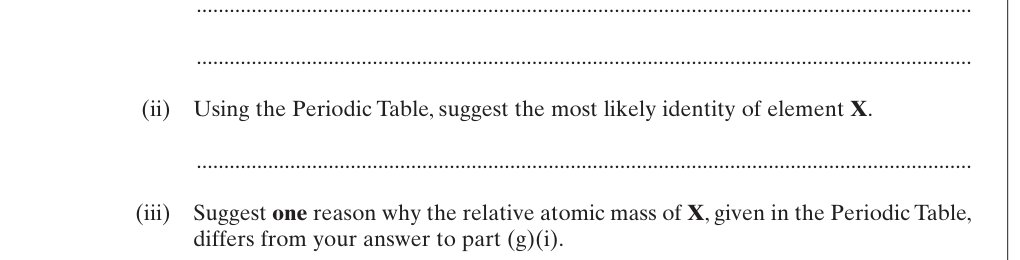 (ii) Using the Periodic Table, suggest the most likely identity of element X.
(iii) Suggest one reason why the relative atomic mass of X, given in the Periodic Table,
differs from your answer to part (g)(i).